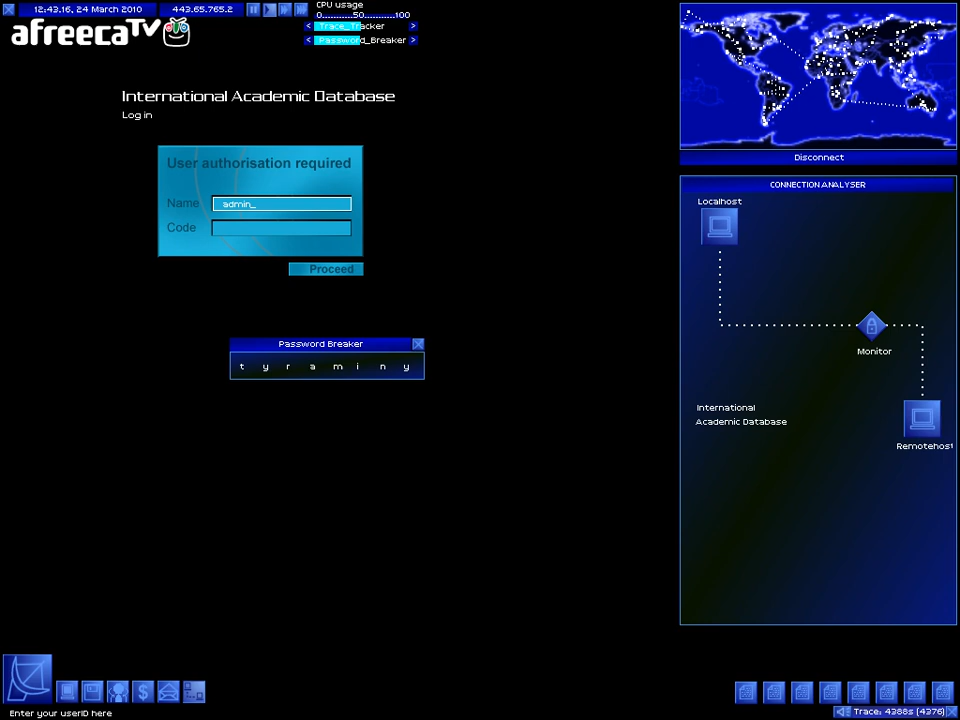 12:43.16, 24 March 2010
443.65.765.2
CPU usage
0..........50..........100
Trace_Tracker
Password_Breaker
afreecaTV
International Academic Database
Log in
User authorisation required
Name
admin_
Code
Proceed
Password Breaker
t y r a m i n y
Disconnect
CONNECTION ANALYSER
Localhost
Monitor
International
Academic Database
Remotehost
Enter your userID here
Trace: 4388s (4376)